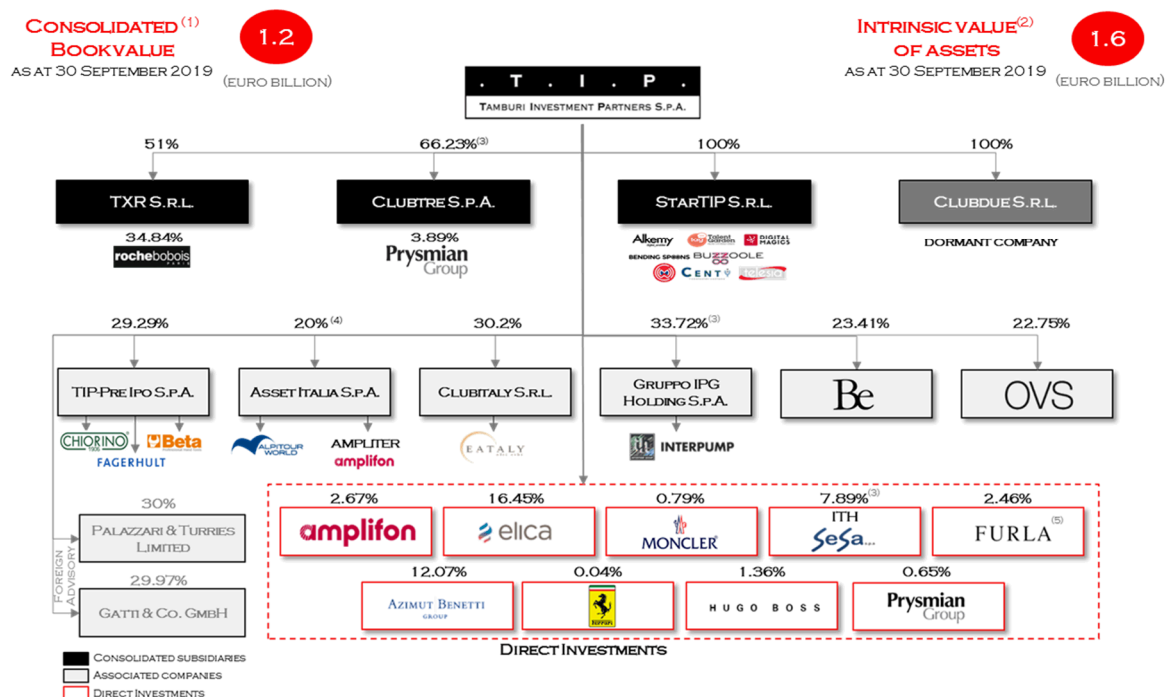 CONSOLIDATED (1)
BOOKVALUE
AS AT 30 SEPTEMBER 2019
1.2
(EURO BILLION)
INTRINSIC VALUE(2)
OF ASSETS
AS AT 30 SEPTEMBER 2019
1.6
(EURO BILLION)
. T . I . P .
TAMBURI INVESTMENT PARTNERS S.P.A.
51%
66.23%(3)
100%
100%
TXR S.R.L.
CLUBTRE S.P.A.
STARTIP S.R.L.
CLUBDUE S.R.L.
34.84%
rochebobois
PARIS
3.89%
Prysmian
Group
Alkemy
Talent
Garden
DIGITAL
MAGICS
BENDING SPOONS
BUZZOOLE
CENTY
telesia
DORMANT COMPANY
29.29%
20% (4)
30.2%
33.72%(3)
23.41%
22.75%
TIP-PRE IPO S.P.A.
ASSET ITALIA S.P.A.
CLUBITALY S.R.L.
GRUPPO IPG
HOLDING S.P.A.
Be
OVS
CHIORINO
1906
Beta
FAGERHULT
ALPITOUR
WORLD
AMPLITER
amplifon
EATALY
INTERPUMP
30%
PALAZZARI & TURRIES
LIMITED
FOREIGN
ADVISORY
29.97%
GATTI & CO. GMBH
2.67%
16.45%
0.79%
7.89%(3)
2.46%
amplifon
elica
MONCLER
ITH
SeSa S.p.A.
FURLA(5)
12.07%
0.04%
1.36%
0.65%
AZIMUT BENETTI
GROUP
Ferrari
HUGO BOSS
Prysmian
Group
DIRECT INVESTMENTS
CONSOLIDATED SUBSIDIARIES
ASSOCIATED COMPANIES
DIRECT INVESTMENTS